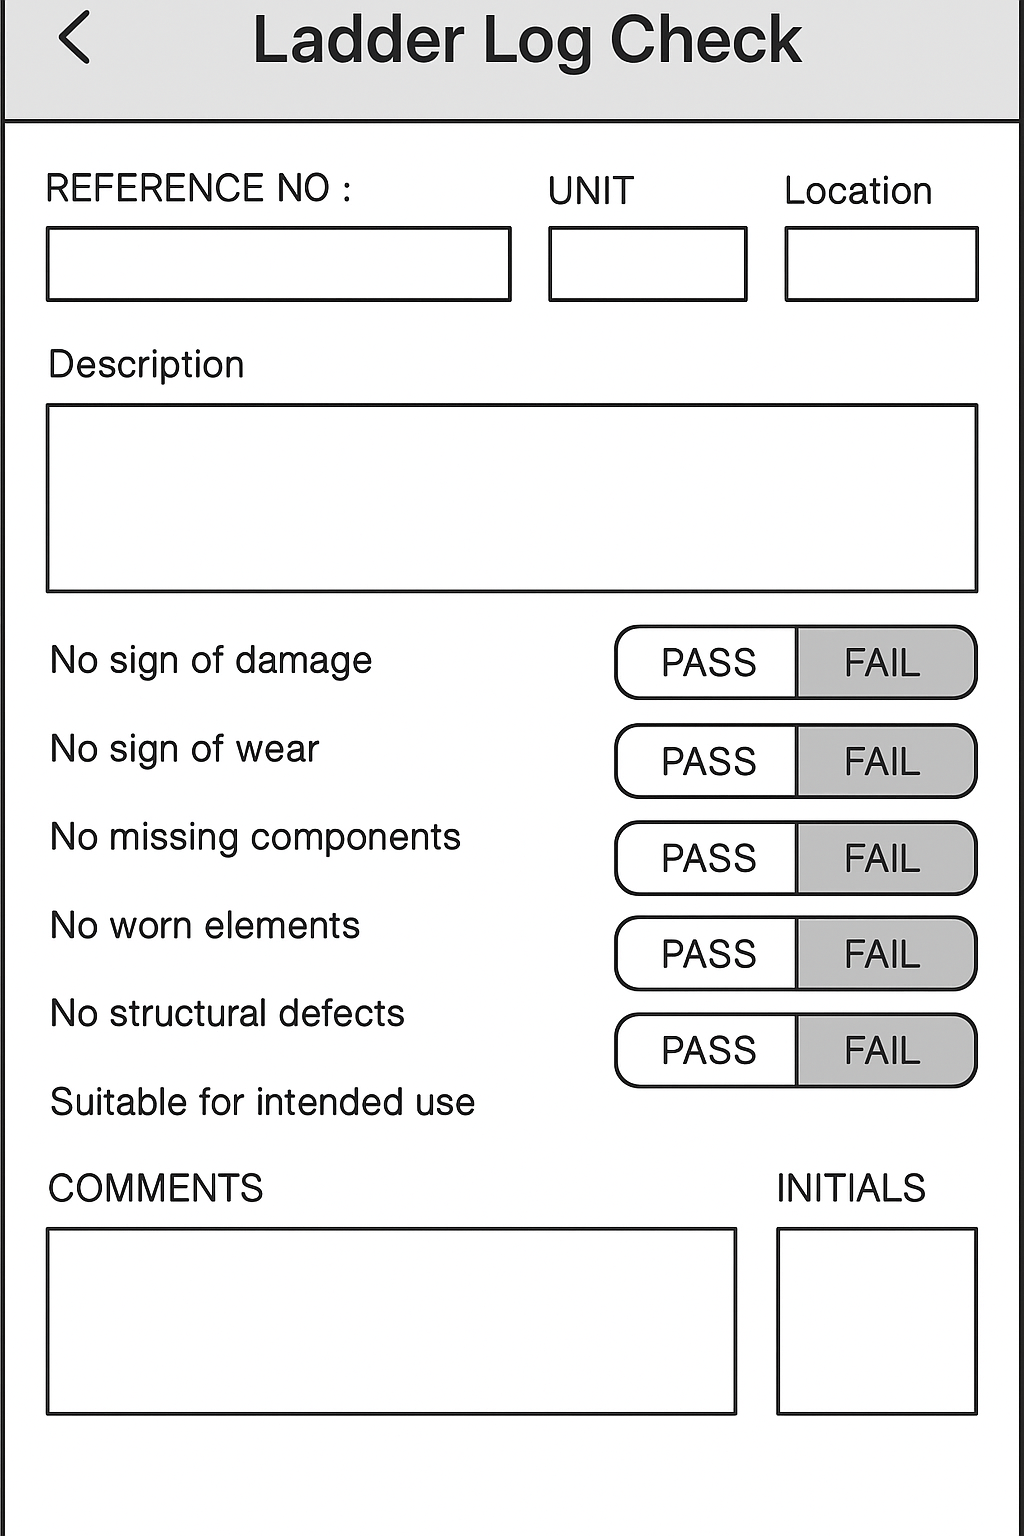 Ladder Log Check
REFERENCE NO : UNIT Location
Description
No sign of damage PASS FAIL
No sign of wear PASS FAIL
No missing components PASS FAIL
No worn elements PASS FAIL
No structural defects PASS FAIL
Suitable for intended use
COMMENTS INITIALS